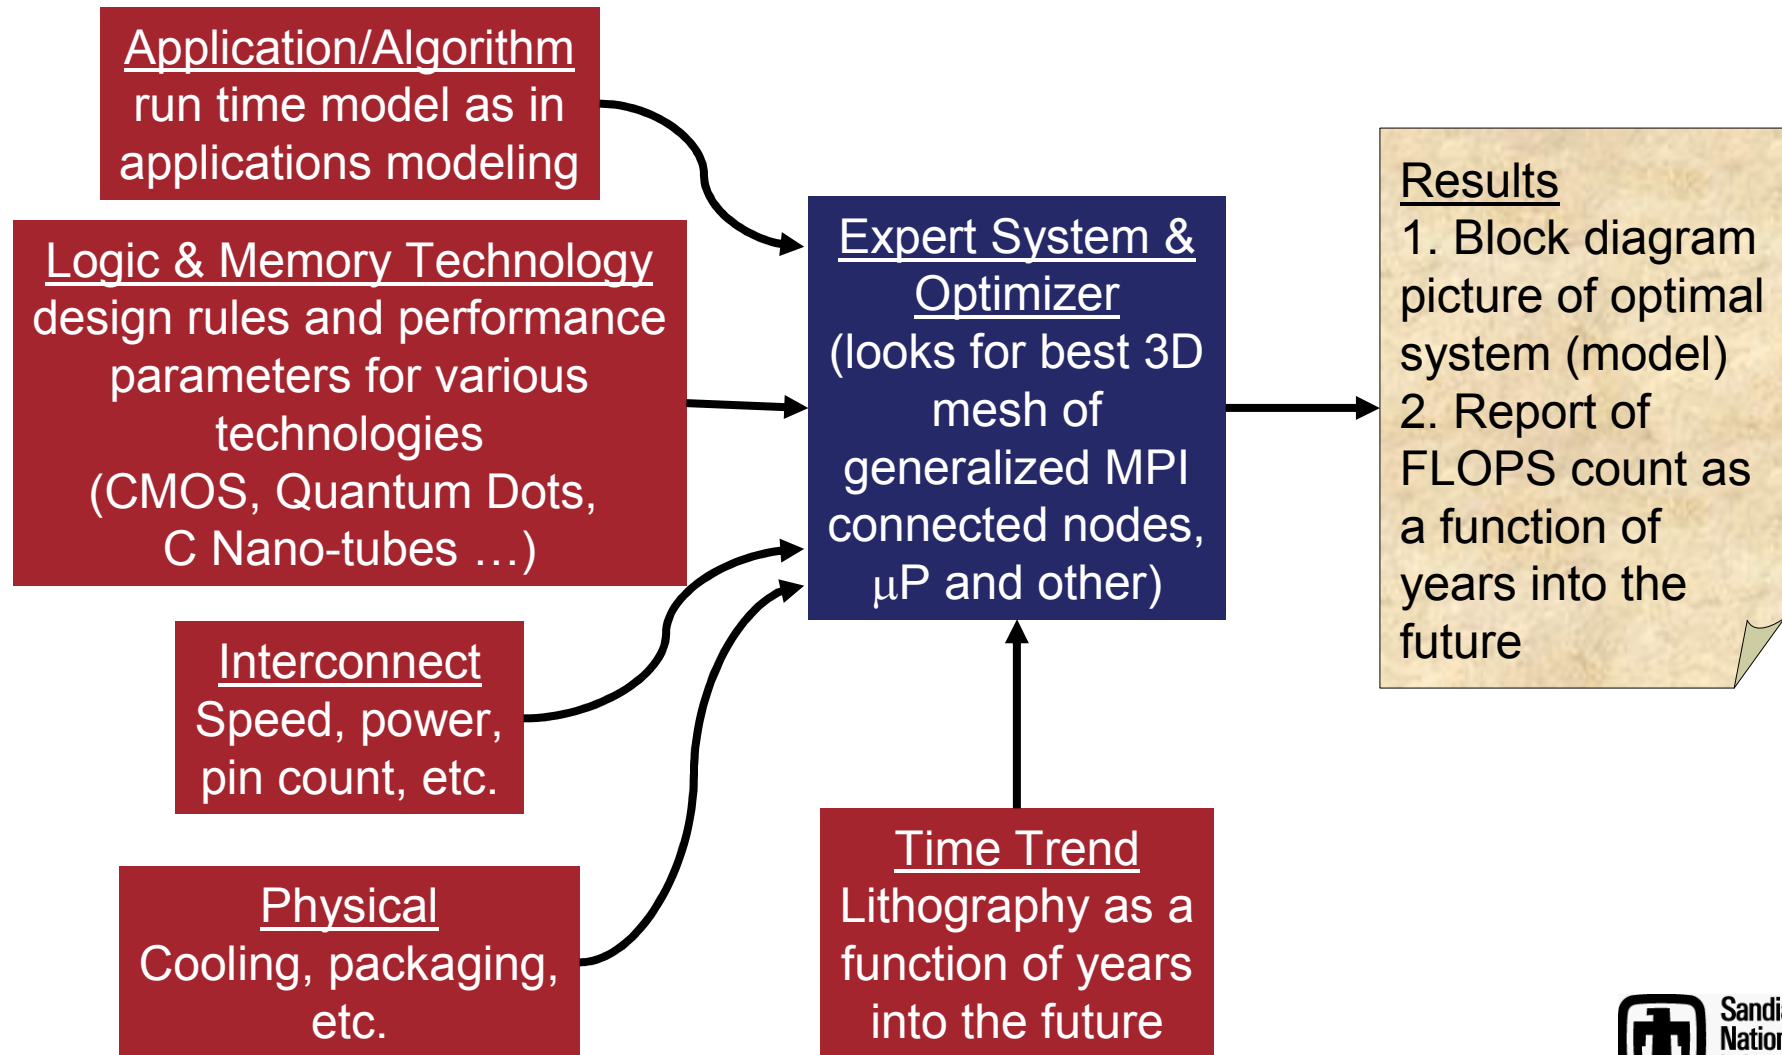 Application/Algorithm
run time model as in
applications modeling
Logic & Memory Technology
design rules and performance
parameters for various
technologies
(CMOS, Quantum Dots,
C Nano-tubes …)
Interconnect
Speed, power,
pin count, etc.
Physical
Cooling, packaging,
etc.
Expert System &
Optimizer
(looks for best 3D
mesh of
generalized MPI
connected nodes,
μP and other)
Time Trend
Lithography as a
function of years
into the future
Results
1. Block diagram
picture of optimal
system (model)
2. Report of
FLOPS count as
a function of
years into the
future